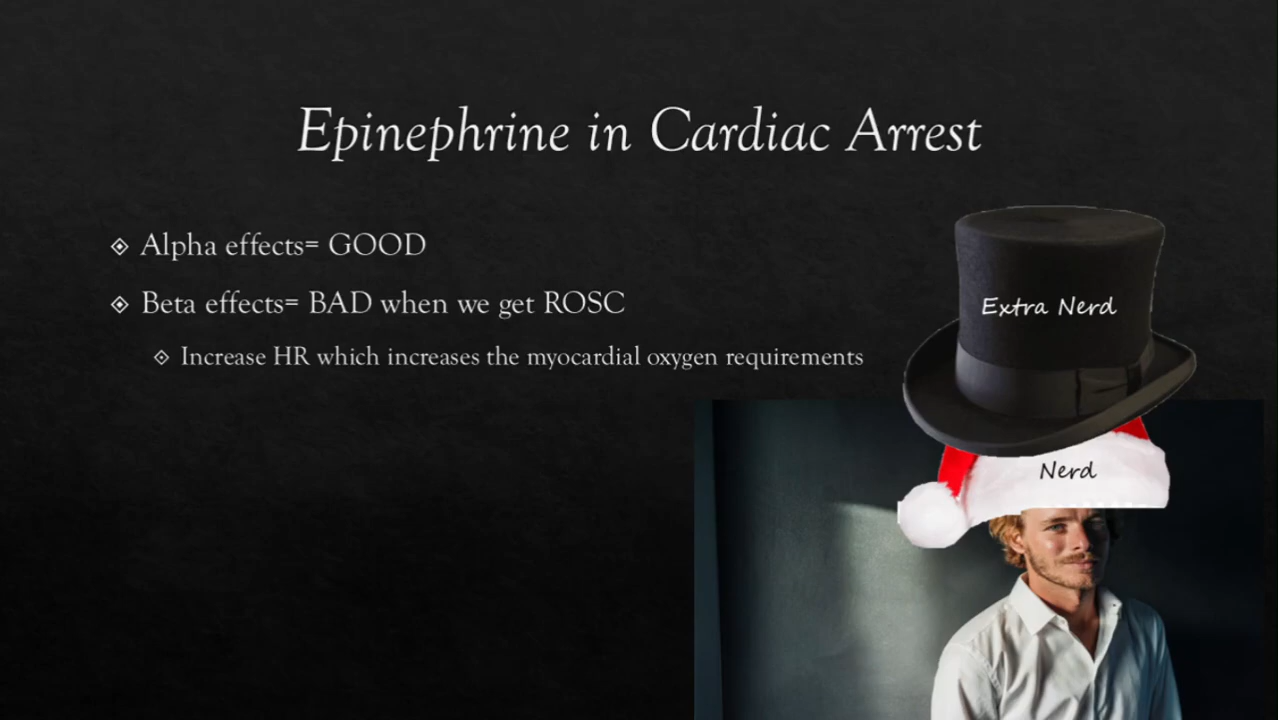 Epinephrine in Cardiac Arrest
Alpha effects= GOOD
Beta effects= BAD when we get ROSC
Increase HR which increases the myocardial oxygen requirements
Extra Nerd
Nerd